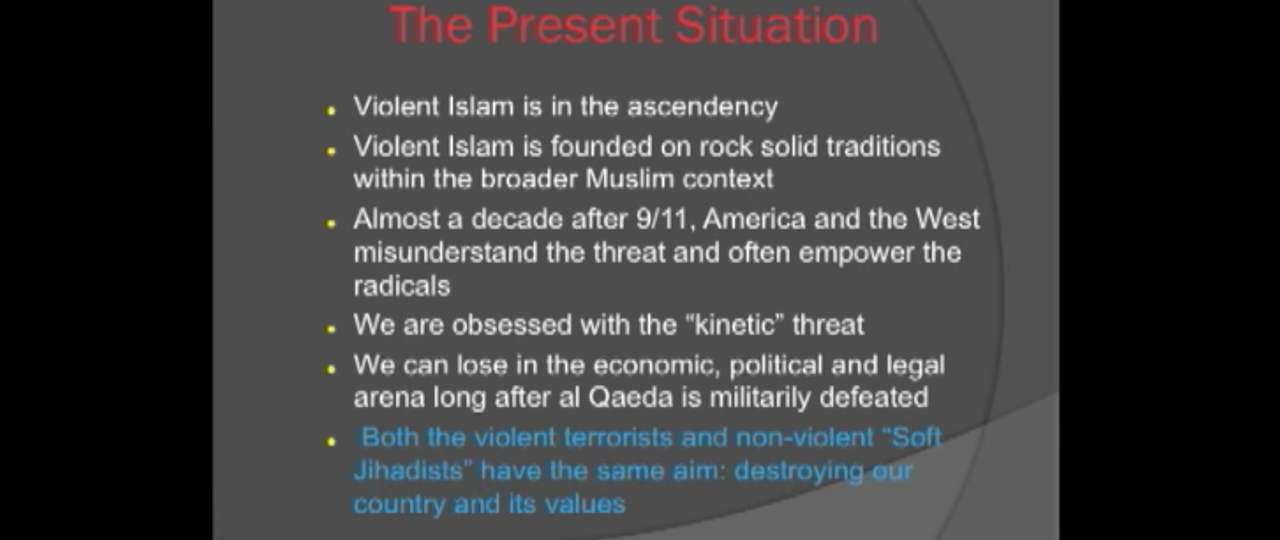 The Present Situation
• Violent Islam is in the ascendency
• Violent Islam is founded on rock solid traditions
within the broader Muslim context
• Almost a decade after 9/11, America and the West
misunderstand the threat and often empower the
radicals
• We are obsessed with the “kinetic” threat
• We can lose in the economic, political and legal
arena long after al Qaeda is militarily defeated
• Both the violent terrorists and non-violent “Soft
Jihadists” have the same aim: destroying our
country and its values